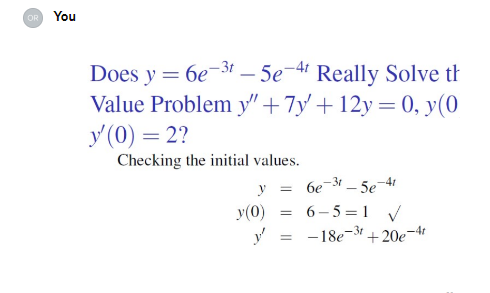 OR You
Does y = 6e⁻³ᵗ – 5e⁻⁴ᵗ Really Solve
Value Problem y″ + 7y′ + 12y = 0, y(0
y′(0) = 2?
Checking the initial values.
y = 6e⁻³ᵗ – 5e⁻⁴ᵗ
y(0) = 6 – 5 = 1 √
y′ = –18e⁻³ᵗ + 20e⁻⁴ᵗ